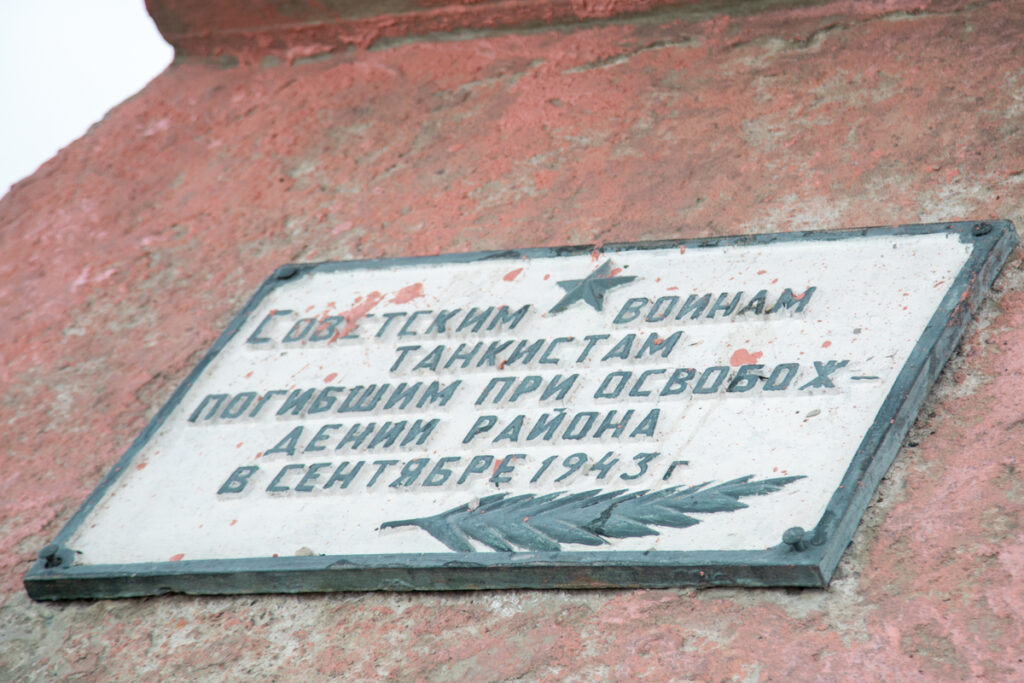 Советским воинам
танкистам
погибшим при освобож–
дении района
в сентябре 1943 г